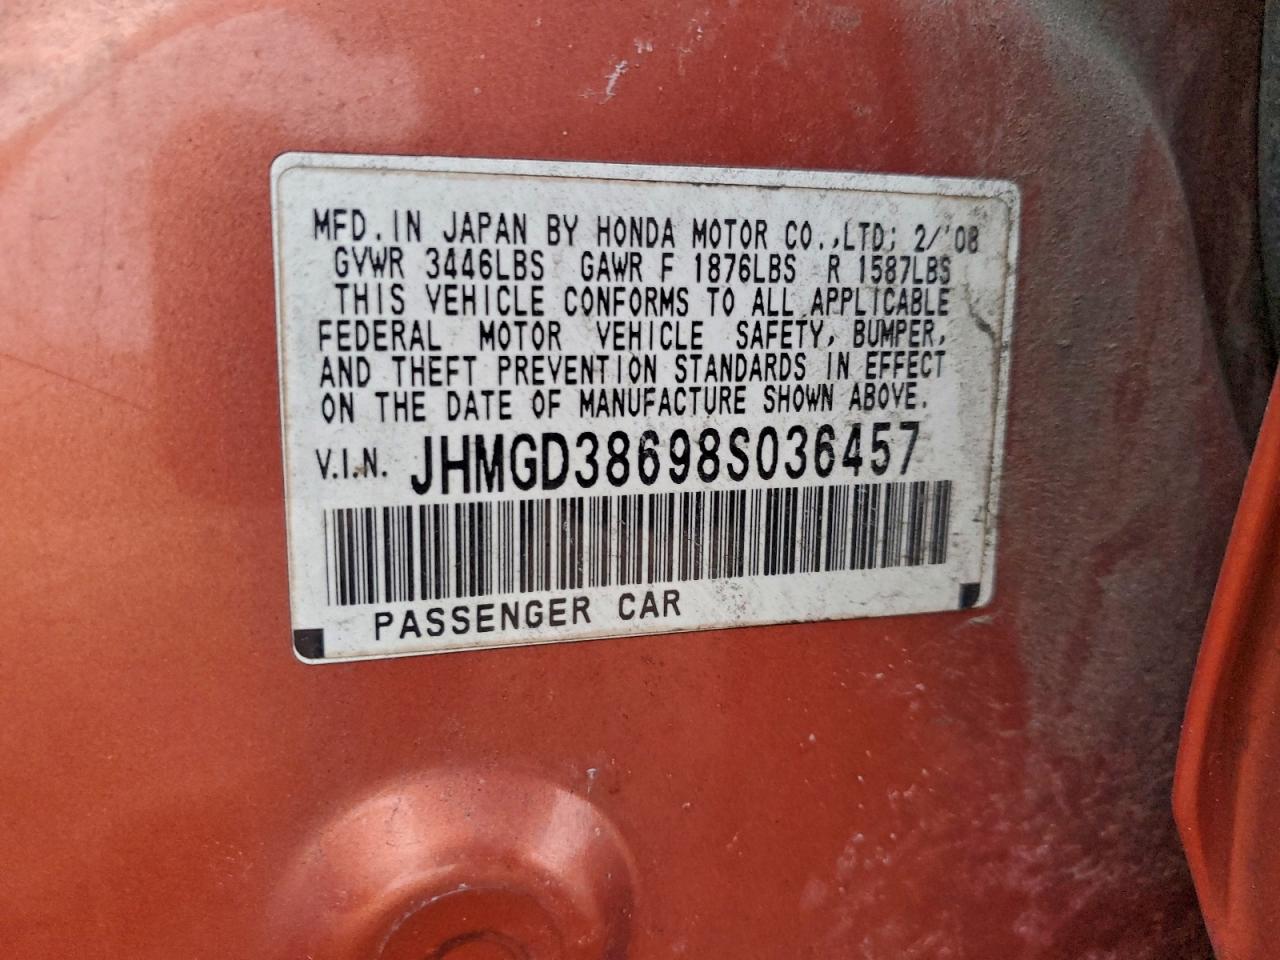 MFD. IN JAPAN BY HONDA MOTOR CO.,LTD; 2/'08
GVWR 3446LBS GAWR F 1876LBS R 1587LBS
THIS VEHICLE CONFORMS TO ALL APPLICABLE
FEDERAL MOTOR VEHICLE SAFETY, BUMPER,
AND THEFT PREVENTION STANDARDS IN EFFECT
ON THE DATE OF MANUFACTURE SHOWN ABOVE.
V.I.N. JHMGD38698S036457
PASSENGER CAR